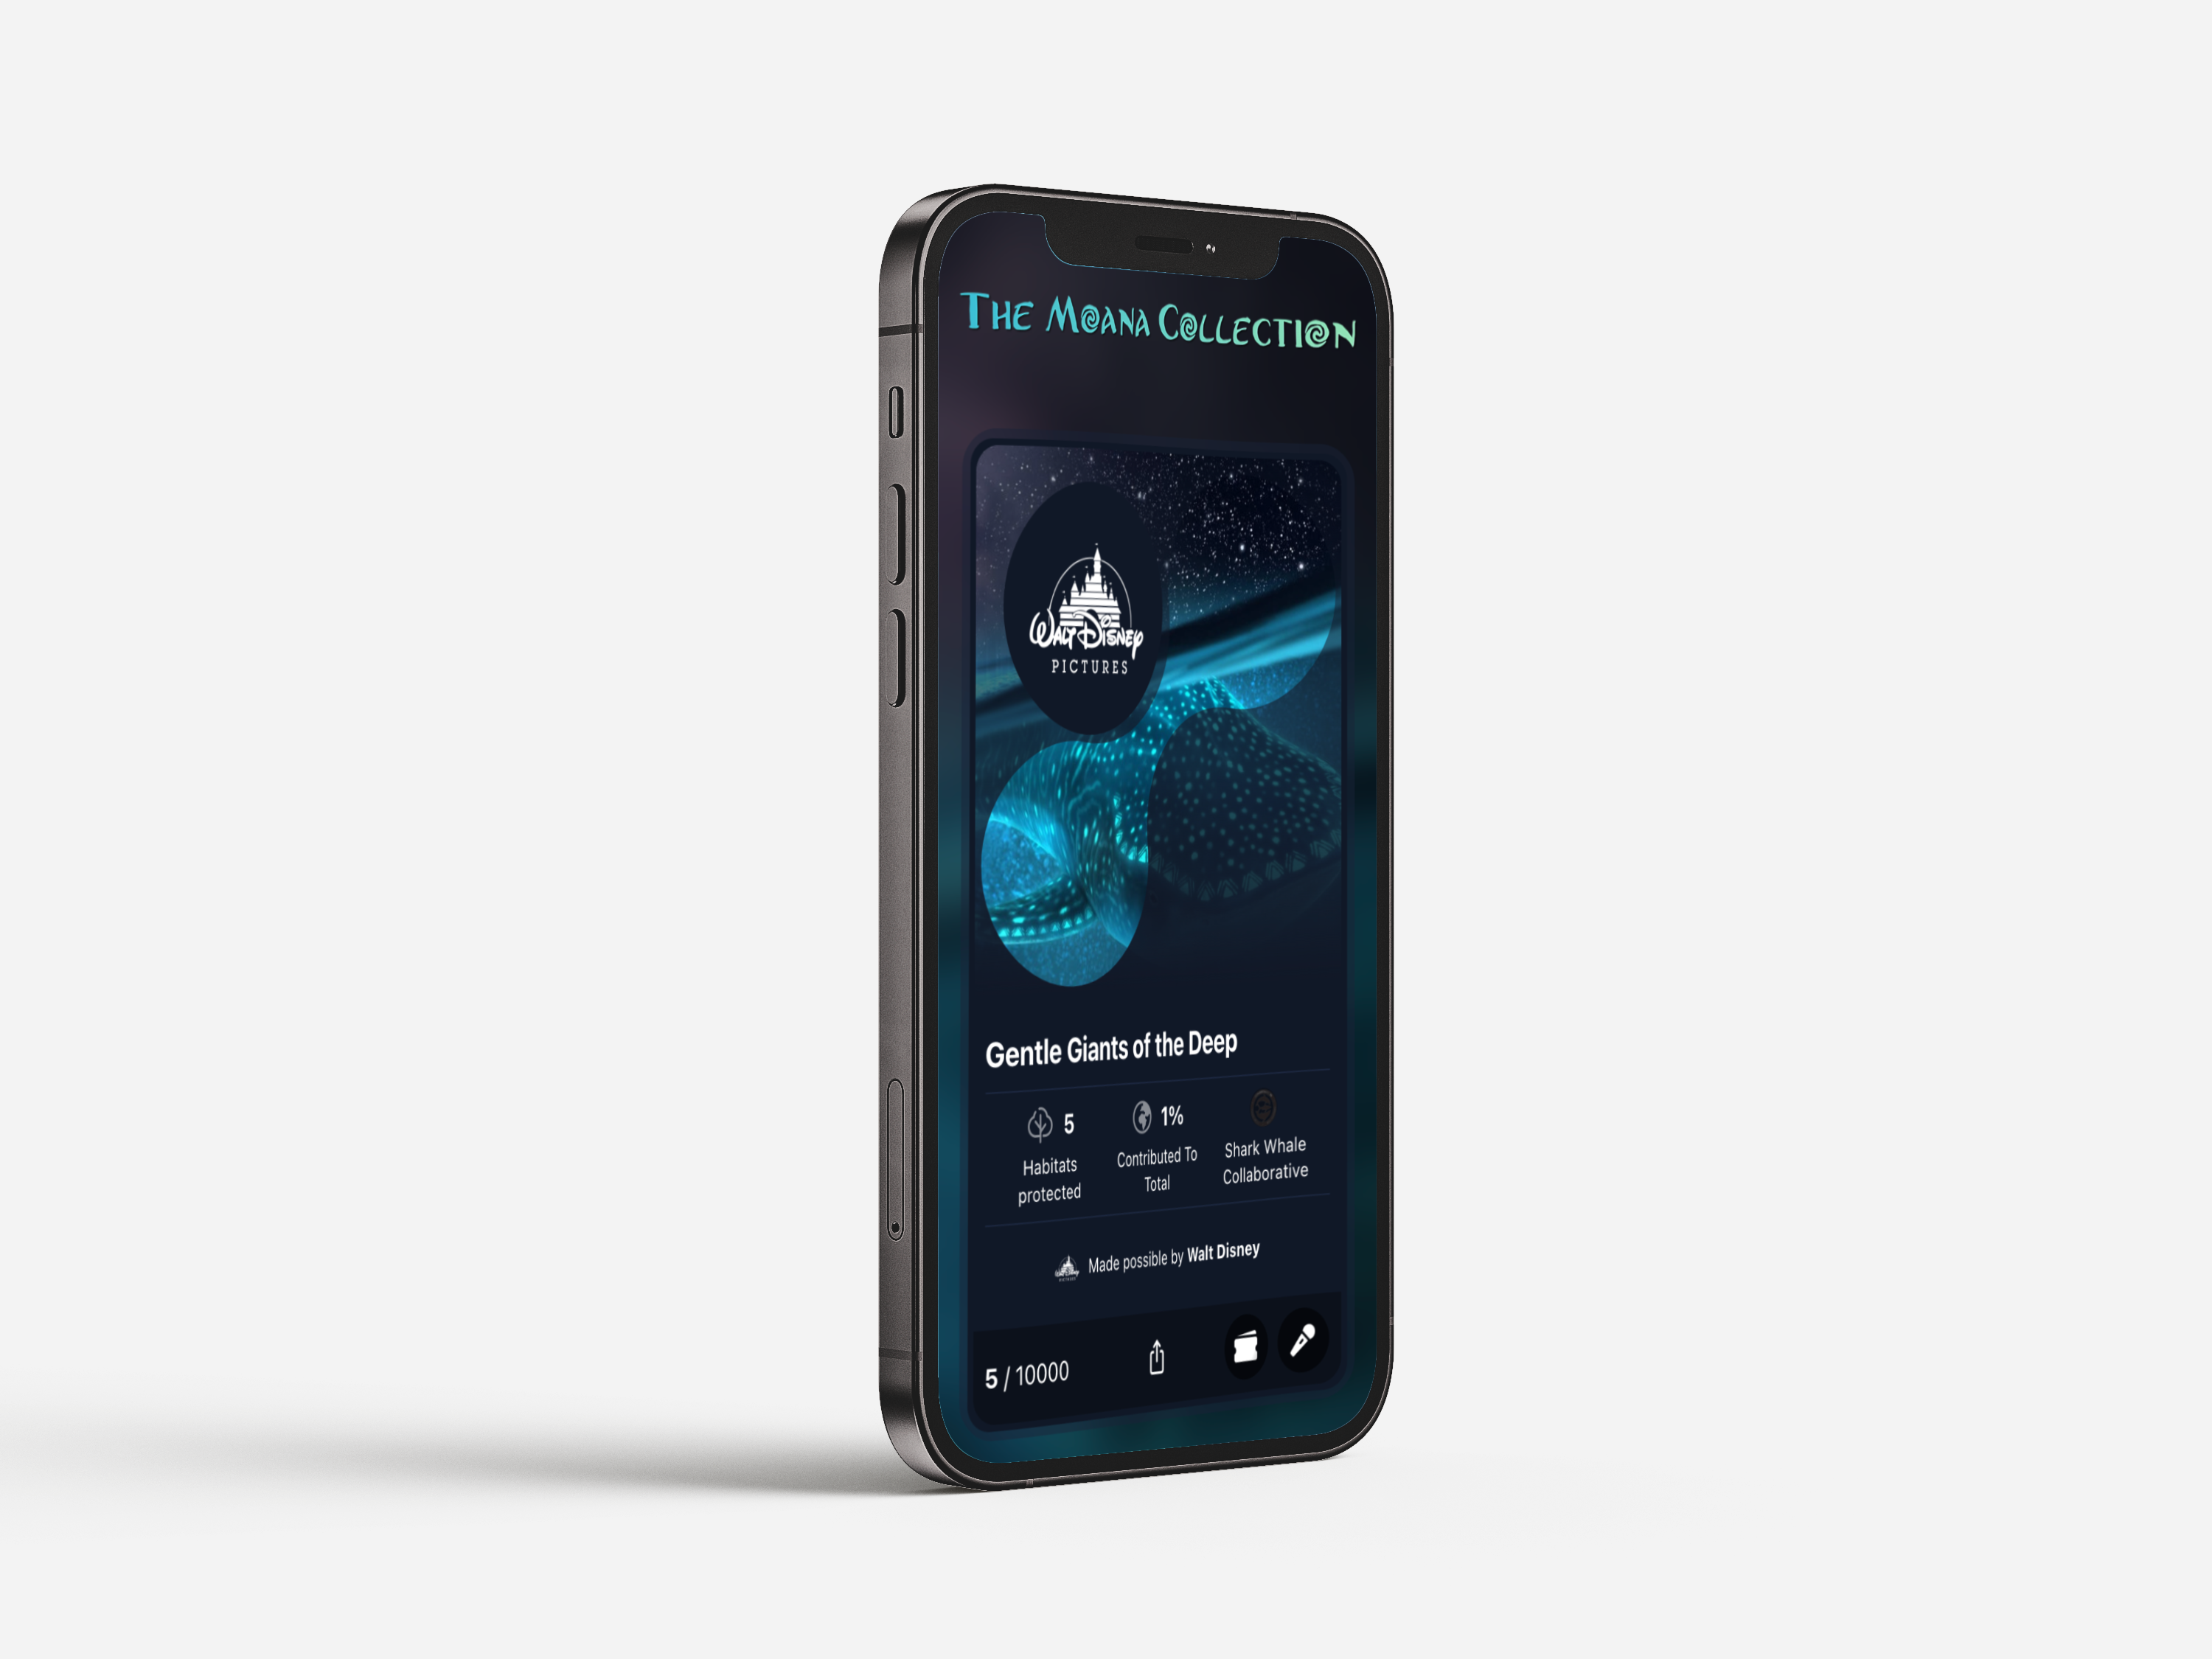 The Moana Collection
Walt Disney
PICTURES
Gentle Giants of the Deep
5
Habitats
protected
1%
Contributed To
Total
Shark Whale
Collaborative
Made possible by Walt Disney
5 / 10000